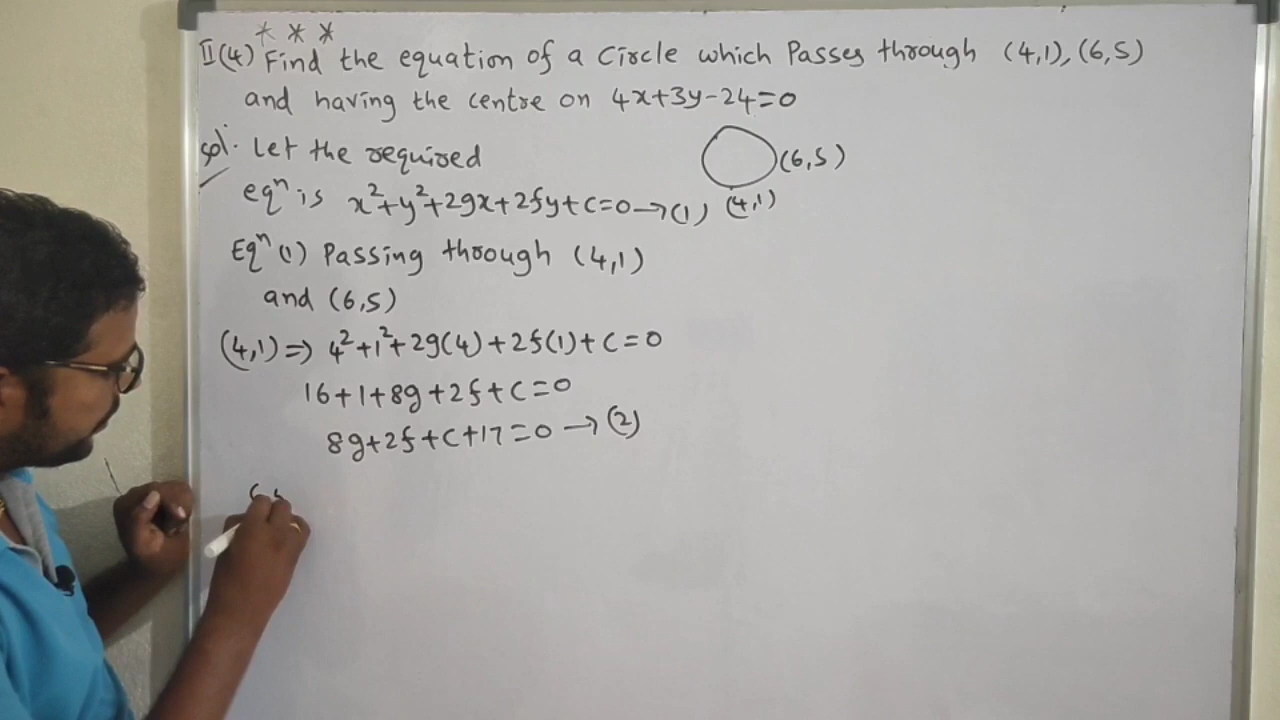 * * *
II(4) Find the equation of a Circle which Passes through (4,1), (6,5)
and having the centre on 4x+3y-24=0
Sol: Let the required
(6,5)
eqⁿ is x²+y²+2gx+2fy+c=0→(1)
(4,1)
Eqⁿ (1) Passing through (4,1)
and (6,5)
(4,1)=> 4²+1²+2g(4)+2f(1)+c=0
16+1+8g+2f+c=0
8g+2f+c+17=0 →(2)